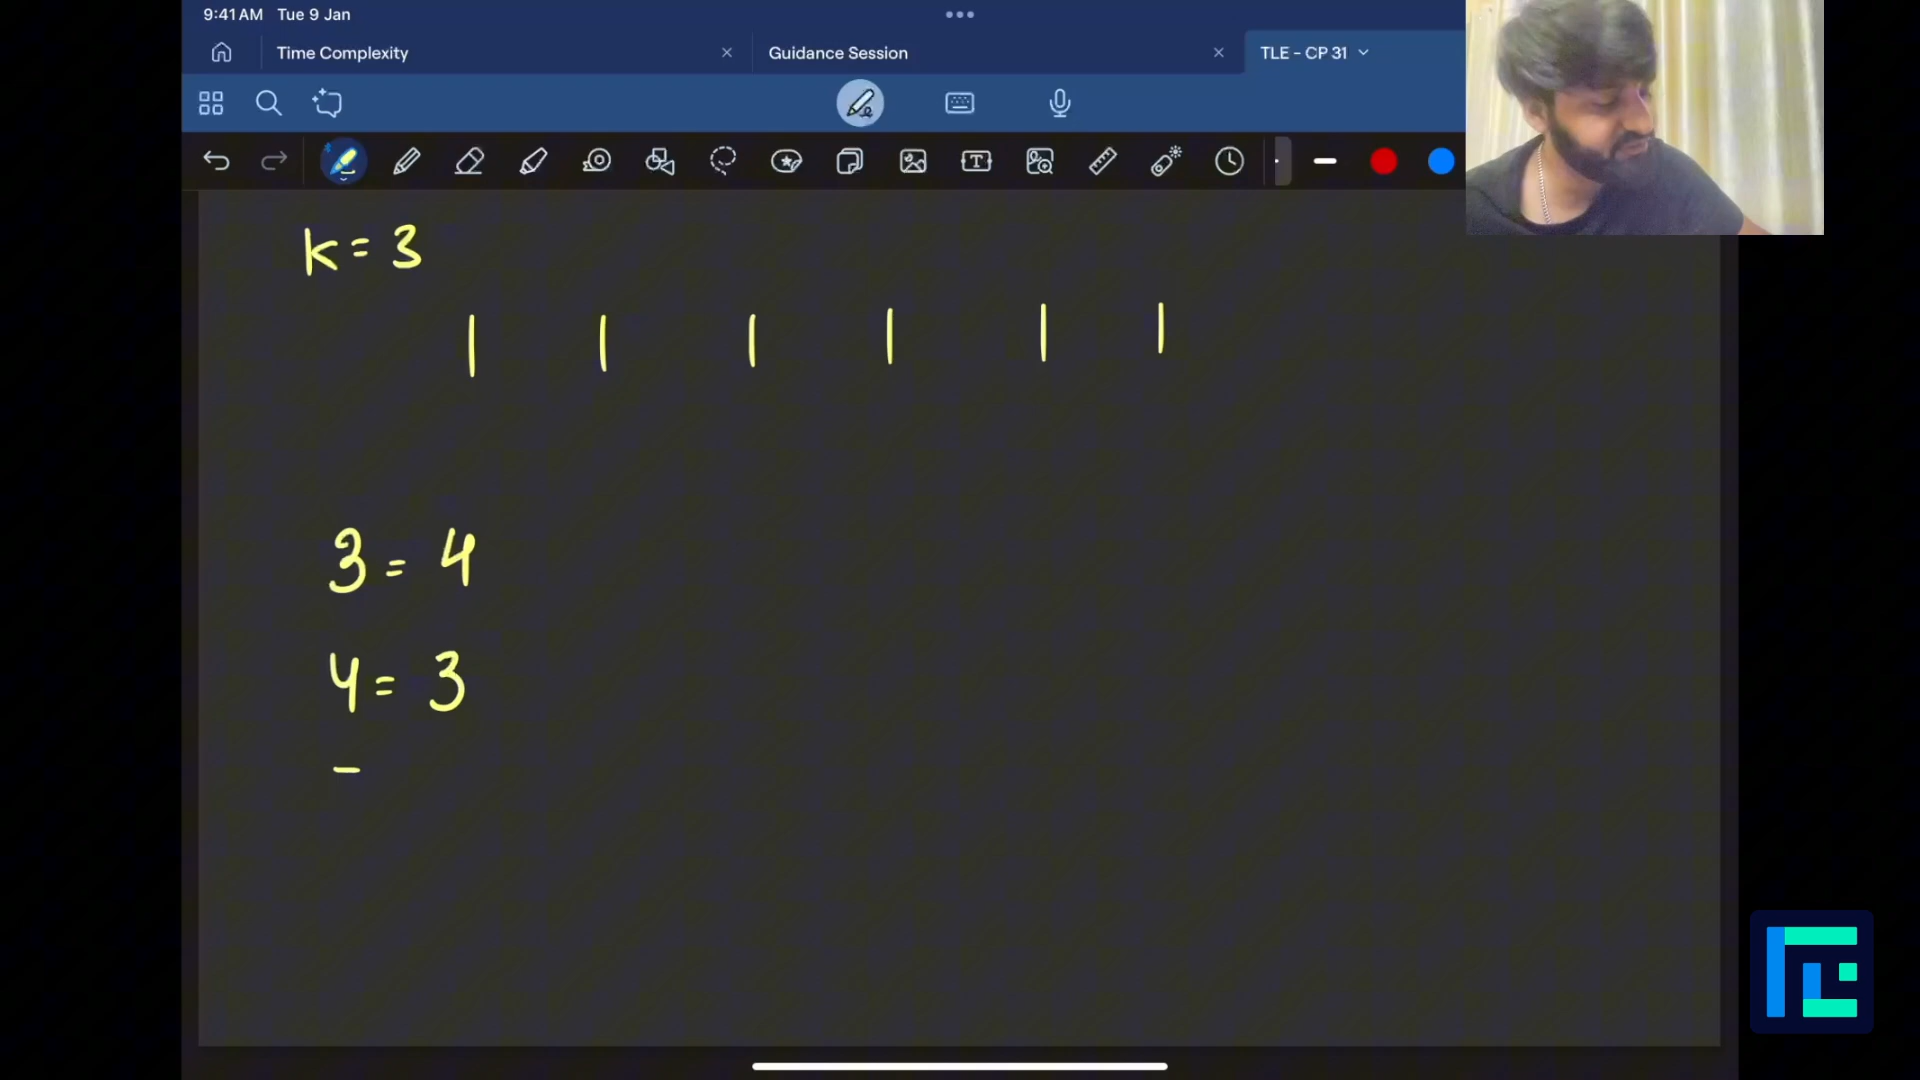 9:41 AM Tue 9 Jan
Time Complexity
Guidance Session
TLE - CP 31
k = 3
| | | | | |
3 = 4
4 = 3